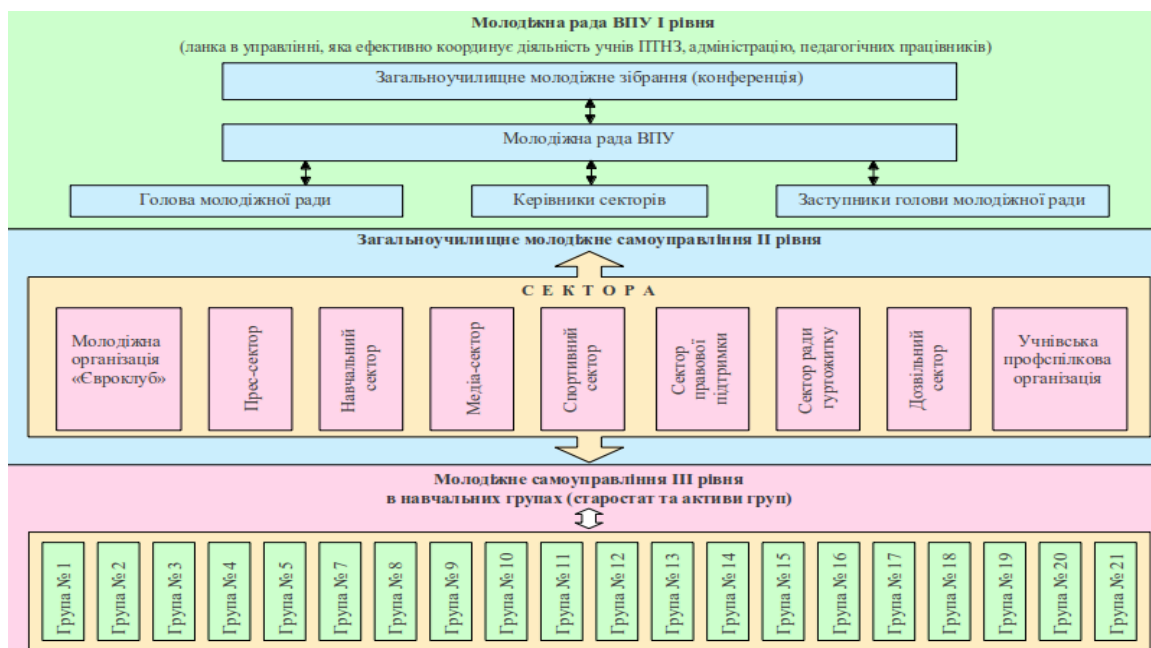 Молодіжна рада ВПУ І рівня
(ланка в управлінні, яка ефективно координує діяльність учнів ПТНЗ, адміністрацію, педагогічних працівників)
Загальноучилищне молодіжне зібрання (конференція)
Молодіжна рада ВПУ
Голова молодіжної ради
Керівники секторів
Заступники голови молодіжної ради
Загальноучилищне молодіжне самоуправління ІІ рівня
С Е К Т О Р А
Молодіжна
організація
«Євроклуб»
Прес-сектор
Навчальний
сектор
Медіа-сектор
Спортивний
сектор
Сектор
правової
підтримки
Сектор ради
гуртожитку
Дозвільний
сектор
Учнівська
профспілкова
організація
Молодіжне самоуправління ІІІ рівня
в навчальних групах (старостат та активи груп)
Група № 1
Група № 2
Група № 3
Група № 4
Група № 5
Група № 7
Група № 8
Група № 9
Група № 10
Група № 11
Група № 12
Група № 13
Група № 14
Група № 15
Група № 16
Група № 17
Група № 18
Група № 19
Група № 20
Група № 21